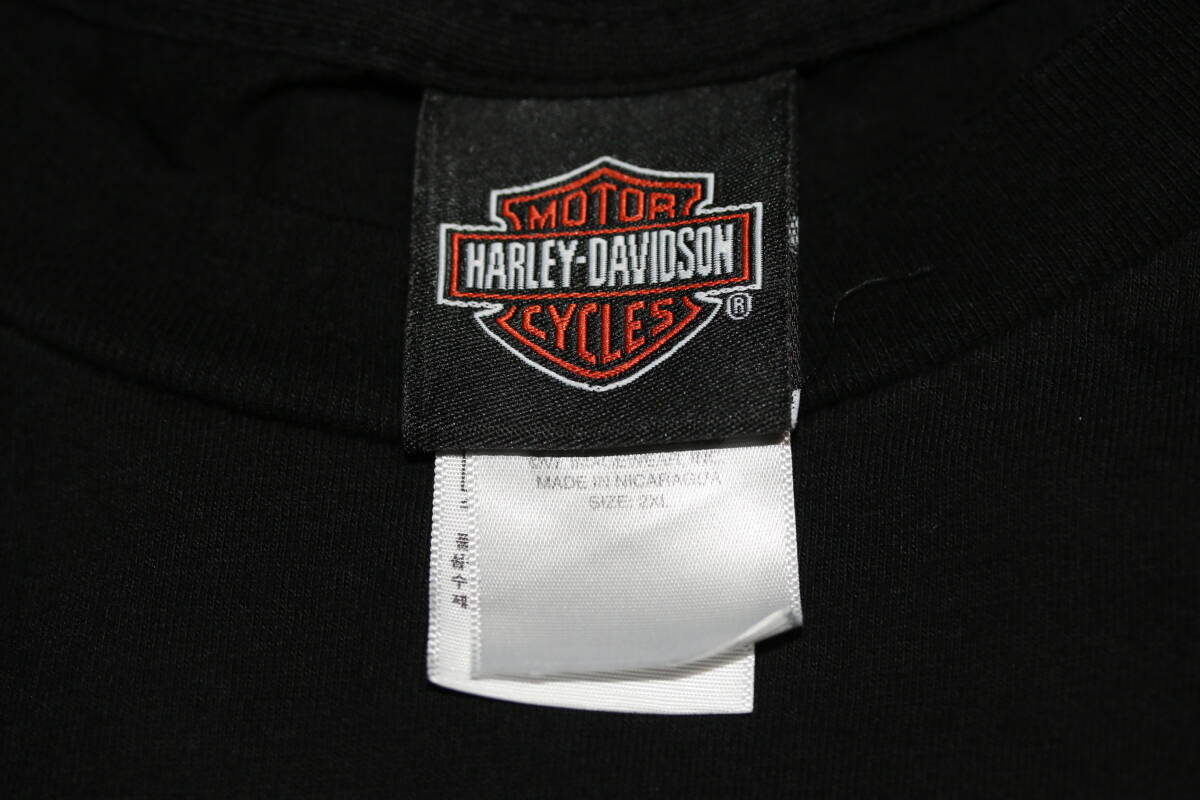 MOTOR
HARLEY-DAVIDSON
CYCLES
®
MADE IN NICARAGUA
SIZE: 2XL